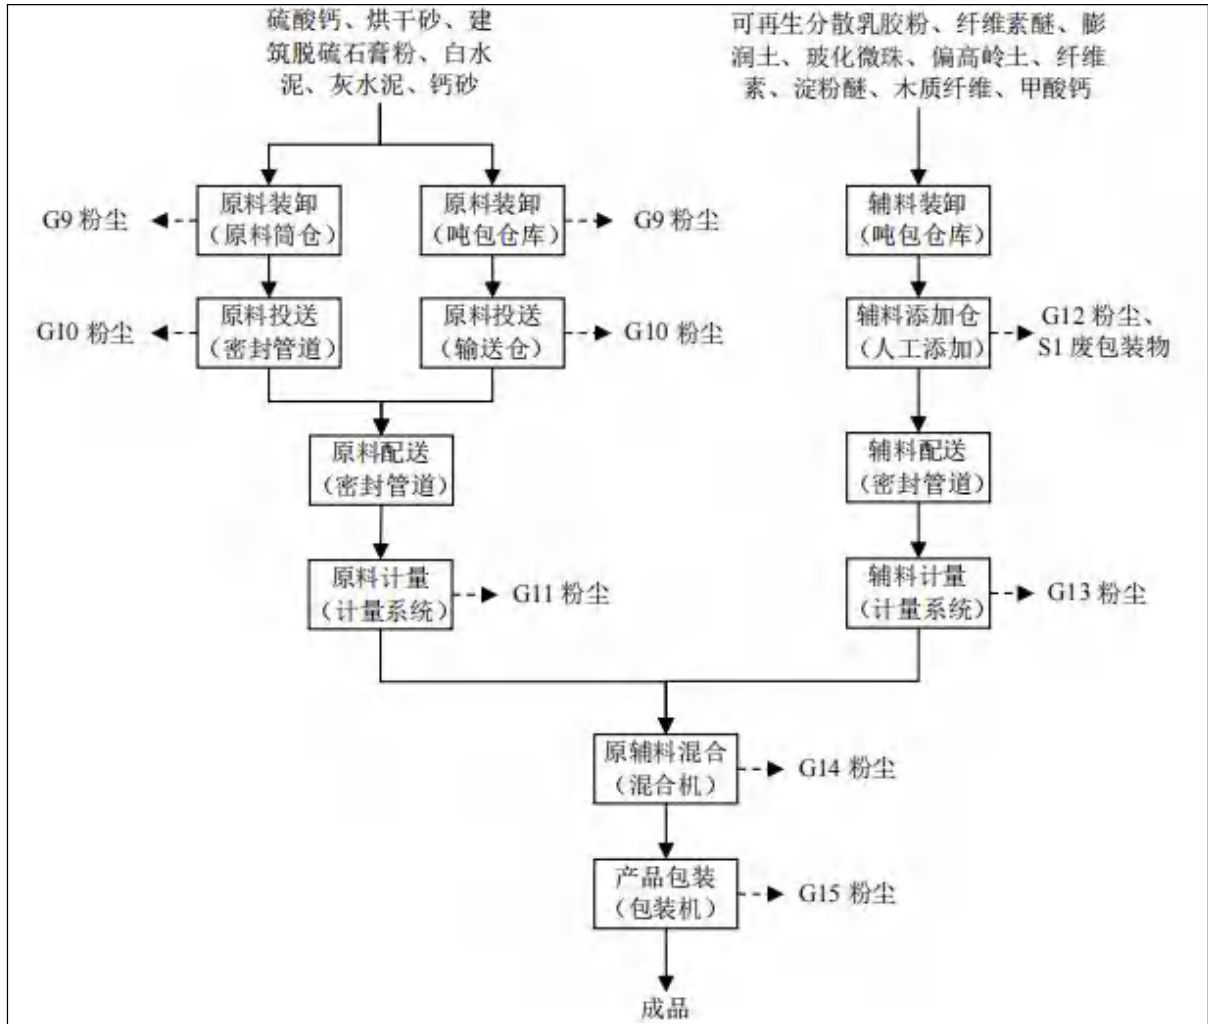 硫酸钙、烘干砂、建
筑脱硫石膏粉、白水
泥、灰水泥、钙砂
可再生分散乳胶粉、纤维素醚、膨
润土、玻化微珠、偏高岭土、纤维
素、淀粉醚、木质纤维、甲酸钙
G9 粉尘
原料装卸
（原料筒仓）
原料装卸
（吨包仓库）
G9 粉尘
辅料装卸
（吨包仓库）
G10 粉尘
原料投送
（密封管道）
原料投送
（输送仓）
G10 粉尘
辅料添加仓
（人工添加）
G12 粉尘、
S1 废包装物
原料配送
（密封管道）
辅料配送
（密封管道）
原料计量
（计量系统）
G11 粉尘
辅料计量
（计量系统）
G13 粉尘
原辅料混合
（混合机）
G14 粉尘
产品包装
（包装机）
G15 粉尘
成品